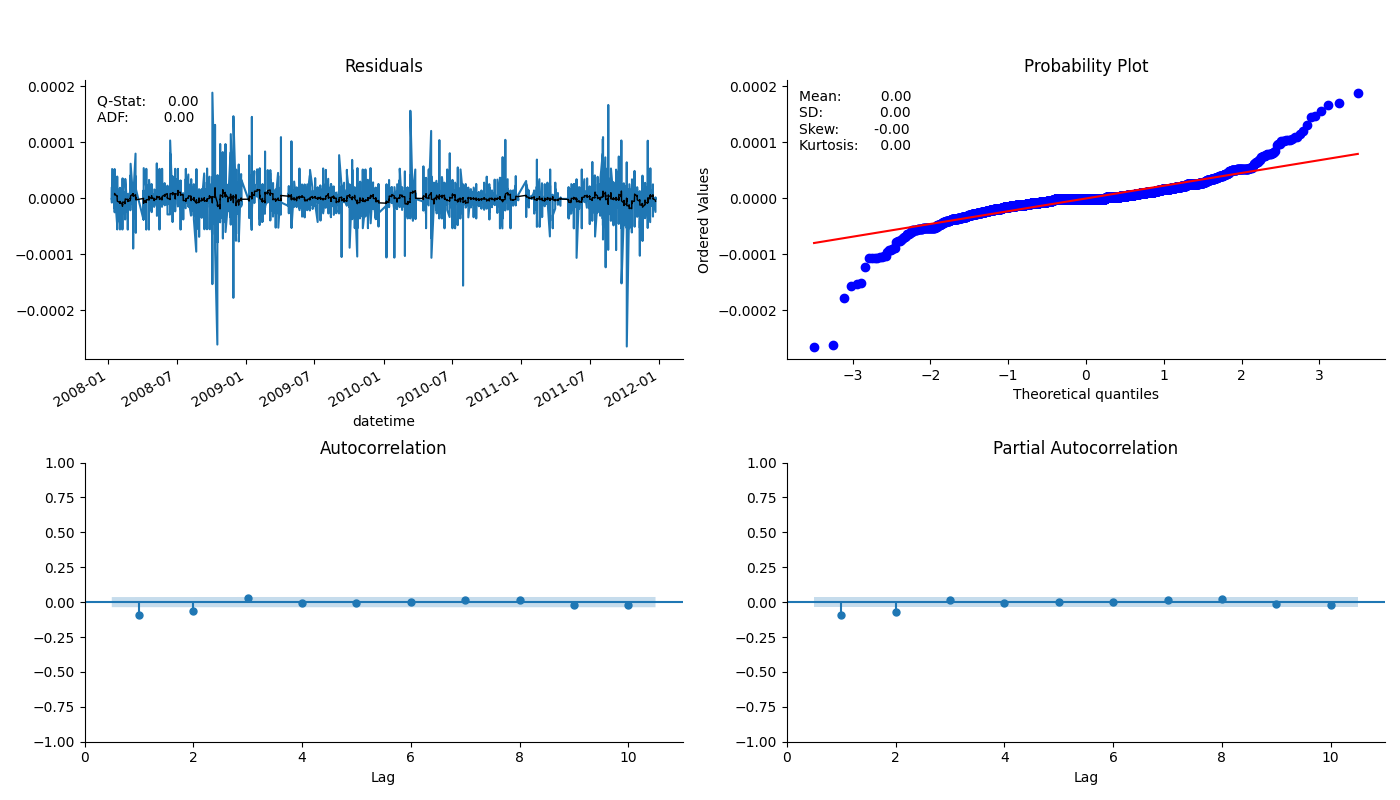 Residuals
0.0002
0.0001
0.0000
−0.0001
−0.0002
Q-Stat: 0.00
ADF: 0.00
2008-01
2008-07
2009-01
2009-07
2010-01
2010-07
2011-01
2011-07
2012-01
datetime
Probability Plot
Ordered Values
0.0002
0.0001
0.0000
−0.0001
−0.0002
Mean: 0.00
SD: 0.00
Skew: -0.00
Kurtosis: 0.00
−3 −2 −1 0 1 2 3
Theoretical quantiles
Autocorrelation
1.00
0.75
0.50
0.25
0.00
−0.25
−0.50
−0.75
−1.00
0 2 4 6 8 10
Lag
Partial Autocorrelation
1.00
0.75
0.50
0.25
0.00
−0.25
−0.50
−0.75
−1.00
0 2 4 6 8 10
Lag